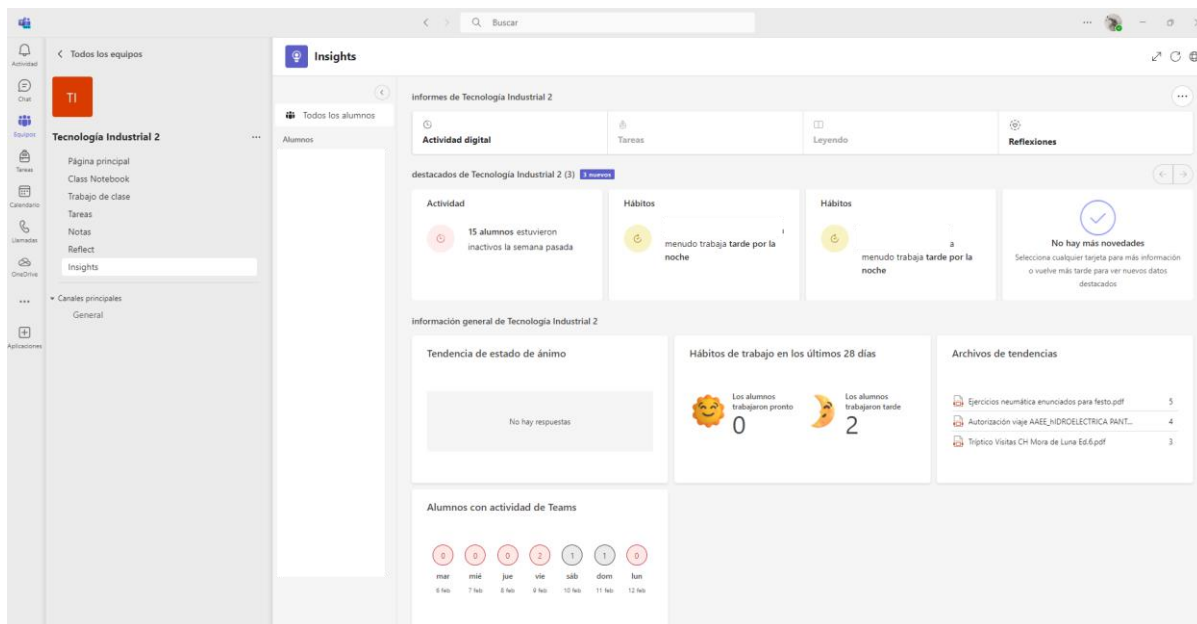 Buscar
Actividad
Chat
Equipos
Tareas
Calendario
Llamadas
OneDrive
Aplicaciones
Todos los equipos
TI
Tecnología Industrial 2
Página principal
Class Notebook
Trabajo de clase
Tareas
Notas
Reflect
Insights
Canales principales
General
Insights
Todos los alumnos
Alumnos
informes de Tecnología Industrial 2
Actividad digital
Tareas
Leyendo
Reflexiones
destacados de Tecnología Industrial 2 (3) 3 nuevos
Actividad
15 alumnos estuvieron
inactivos la semana pasada
Hábitos
menudo trabaja tarde por la
noche
Hábitos
a
menudo trabaja tarde por la
noche
No hay más novedades
Selecciona cualquier tarjeta para más información
o vuelve más tarde para ver nuevos datos
destacados
información general de Tecnología Industrial 2
Tendencia de estado de ánimo
No hay respuestas
Hábitos de trabajo en los últimos 28 días
Los alumnos
trabajaron pronto
0
Los alumnos
trabajaron tarde
2
Archivos de tendencias
Ejercicios neumática enunciados para festo.pdf 5
Autorización viaje AAEE_hIDROELECTRICA PANT... 4
Tríptico Visitas CH Mora de Luna Ed.6.pdf 3
Alumnos con actividad de Teams
0 0 0 2 1 1 0
mar mié jue vie sáb dom lun
6 feb 7 feb 8 feb 9 feb 10 feb 11 feb 12 feb